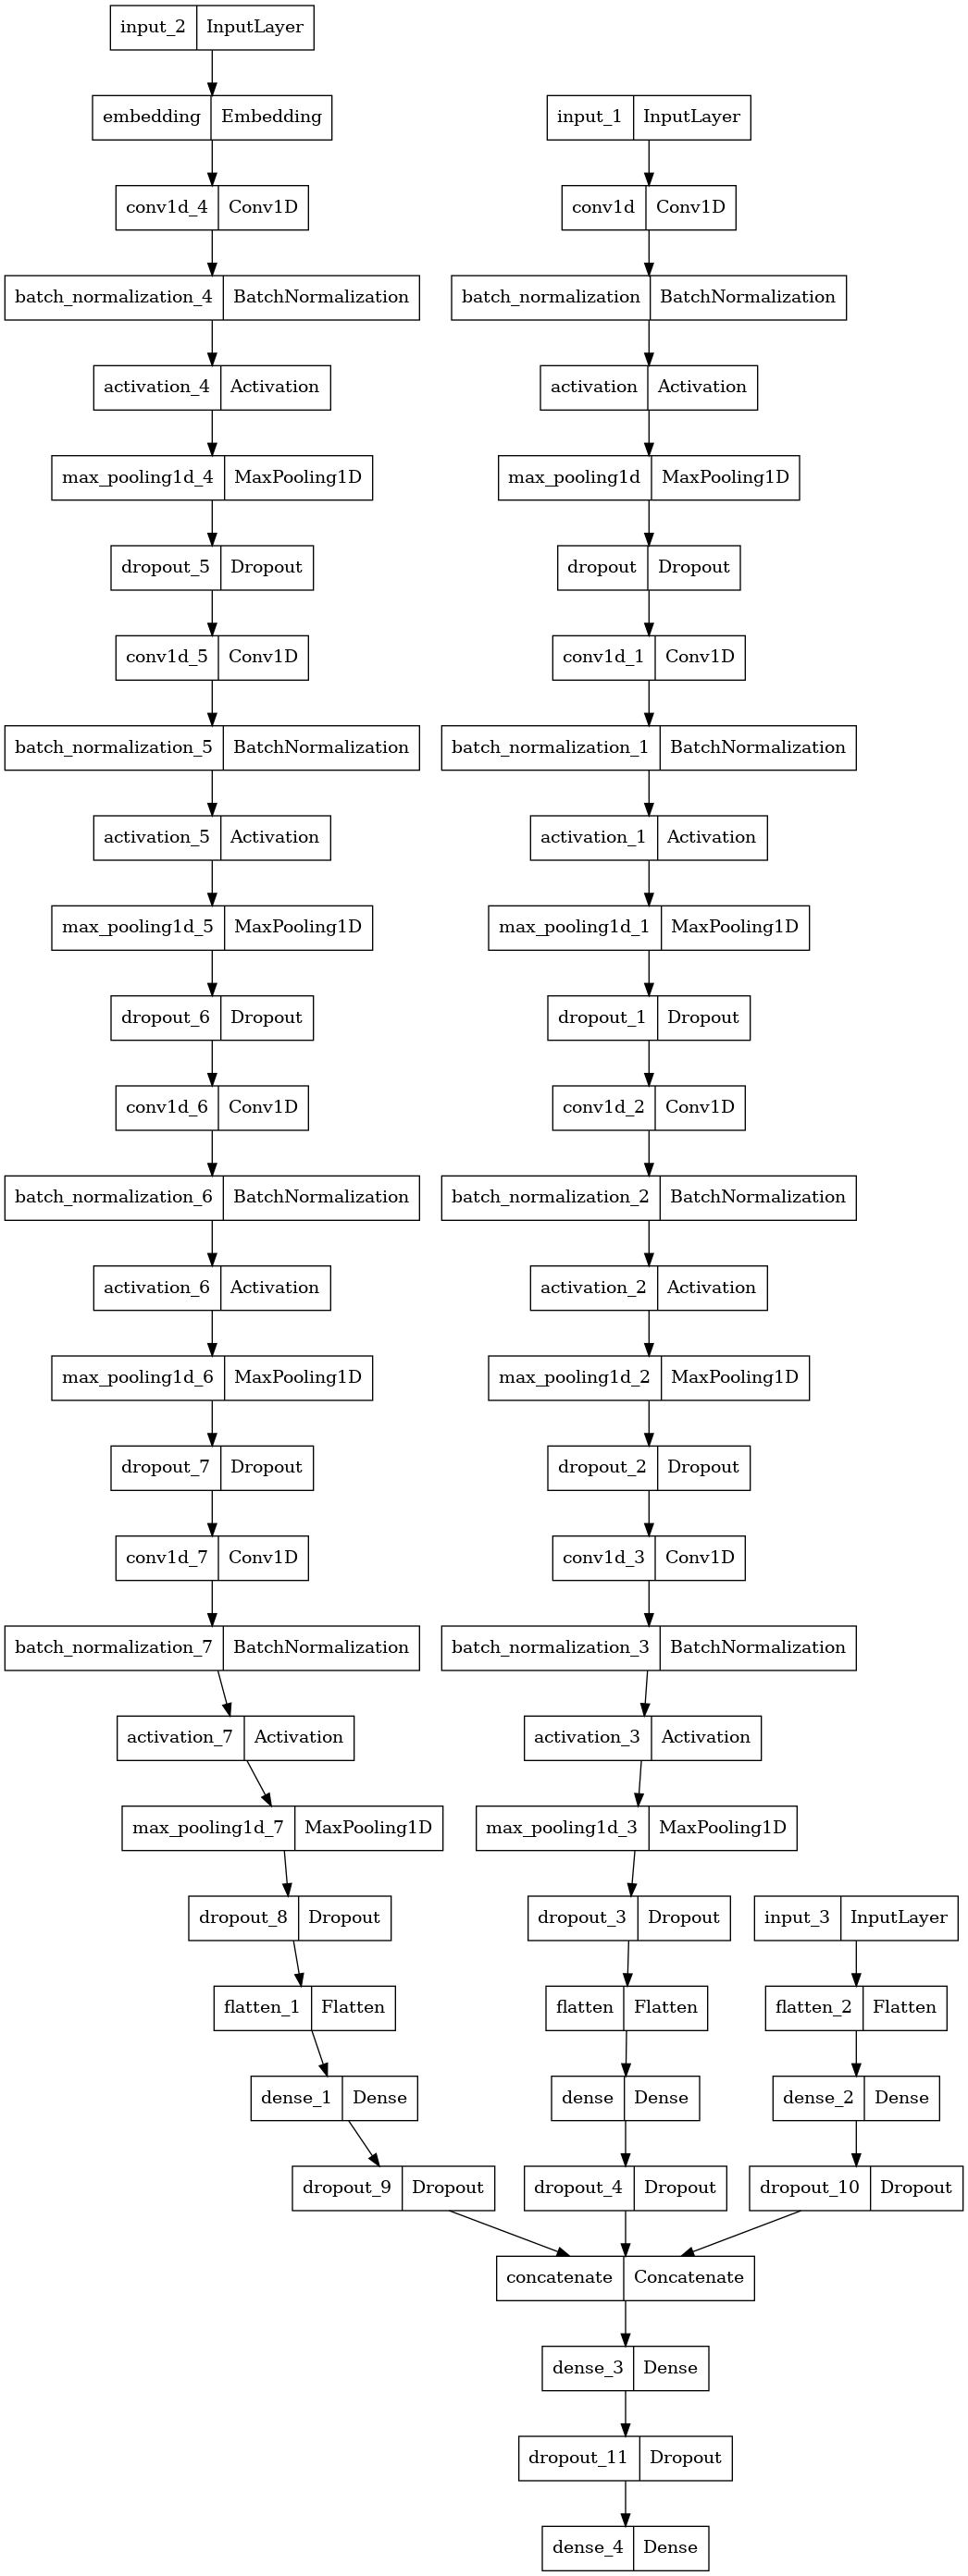 input_2 InputLayer
embedding Embedding
input_1 InputLayer
conv1d_4 Conv1D
conv1d Conv1D
batch_normalization_4 BatchNormalization
batch_normalization BatchNormalization
activation_4 Activation
activation Activation
max_pooling1d_4 MaxPooling1D
max_pooling1d MaxPooling1D
dropout_5 Dropout
dropout Dropout
conv1d_5 Conv1D
conv1d_1 Conv1D
batch_normalization_5 BatchNormalization
batch_normalization_1 BatchNormalization
activation_5 Activation
activation_1 Activation
max_pooling1d_5 MaxPooling1D
max_pooling1d_1 MaxPooling1D
dropout_6 Dropout
dropout_1 Dropout
conv1d_6 Conv1D
conv1d_2 Conv1D
batch_normalization_6 BatchNormalization
batch_normalization_2 BatchNormalization
activation_6 Activation
activation_2 Activation
max_pooling1d_6 MaxPooling1D
max_pooling1d_2 MaxPooling1D
dropout_7 Dropout
dropout_2 Dropout
conv1d_7 Conv1D
conv1d_3 Conv1D
batch_normalization_7 BatchNormalization
batch_normalization_3 BatchNormalization
activation_7 Activation
activation_3 Activation
max_pooling1d_7 MaxPooling1D
max_pooling1d_3 MaxPooling1D
dropout_8 Dropout
dropout_3 Dropout
input_3 InputLayer
flatten_1 Flatten
flatten Flatten
flatten_2 Flatten
dense_1 Dense
dense Dense
dense_2 Dense
dropout_9 Dropout
dropout_4 Dropout
dropout_10 Dropout
concatenate Concatenate
dense_3 Dense
dropout_11 Dropout
dense_4 Dense